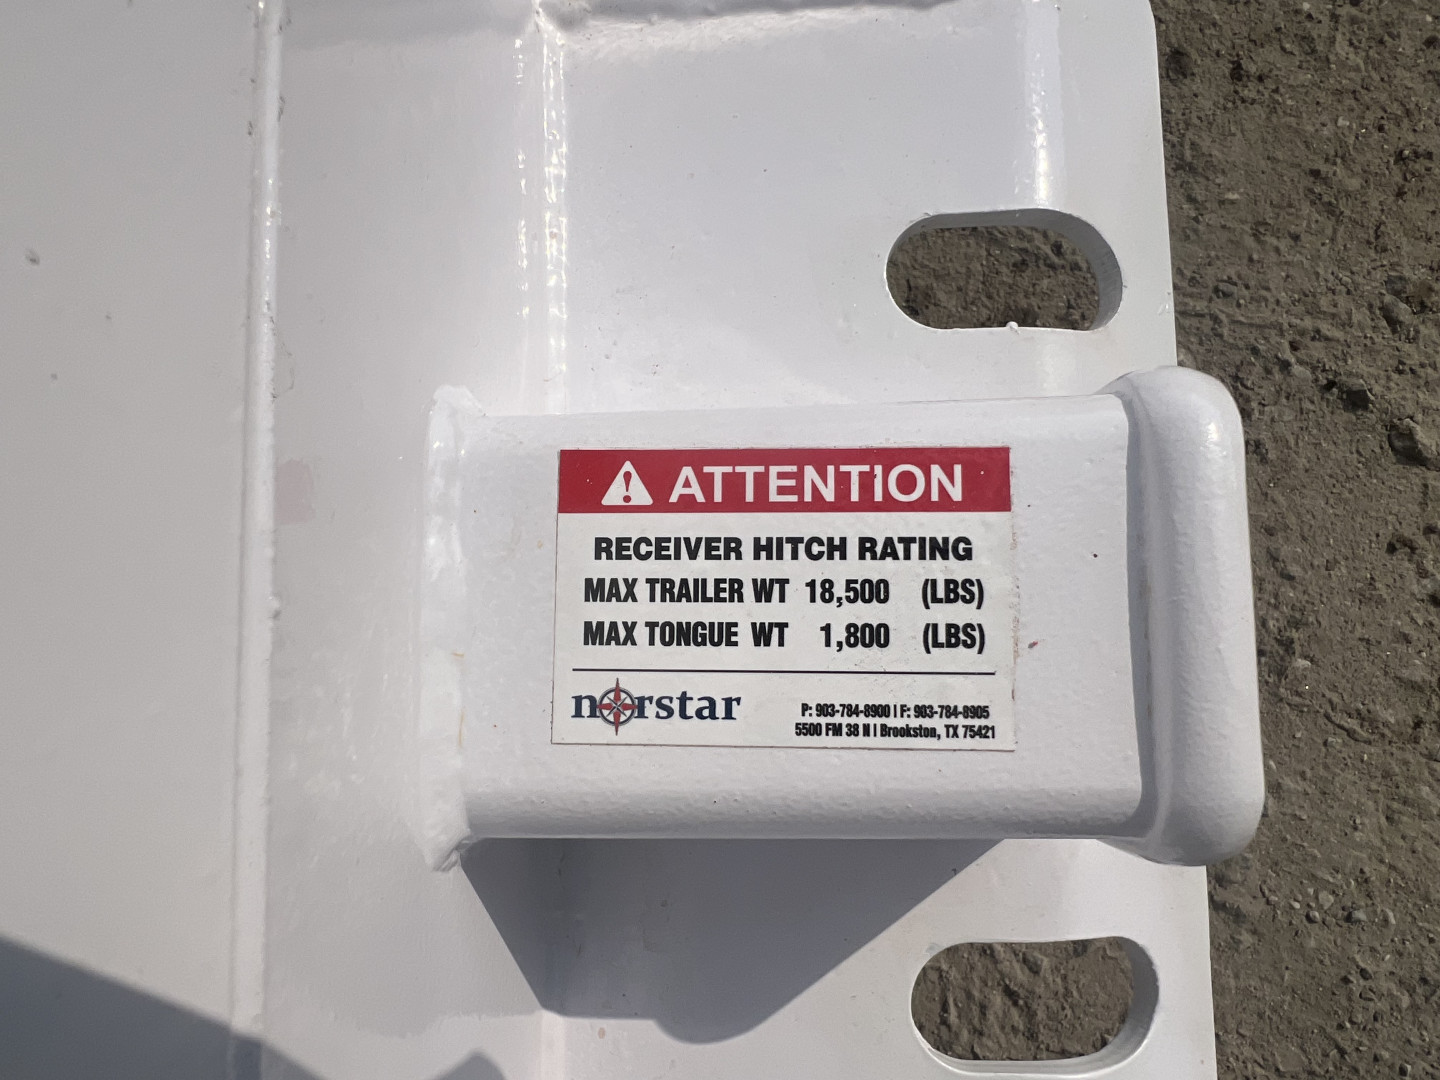 ATTENTION
RECEIVER HITCH RATING
MAX TRAILER WT 18,500 (LBS)
MAX TONGUE WT 1,800 (LBS)
norstar
P: 903-784-8900 | F: 903-784-8905
5500 FM 38 N | Brookston, TX 75421